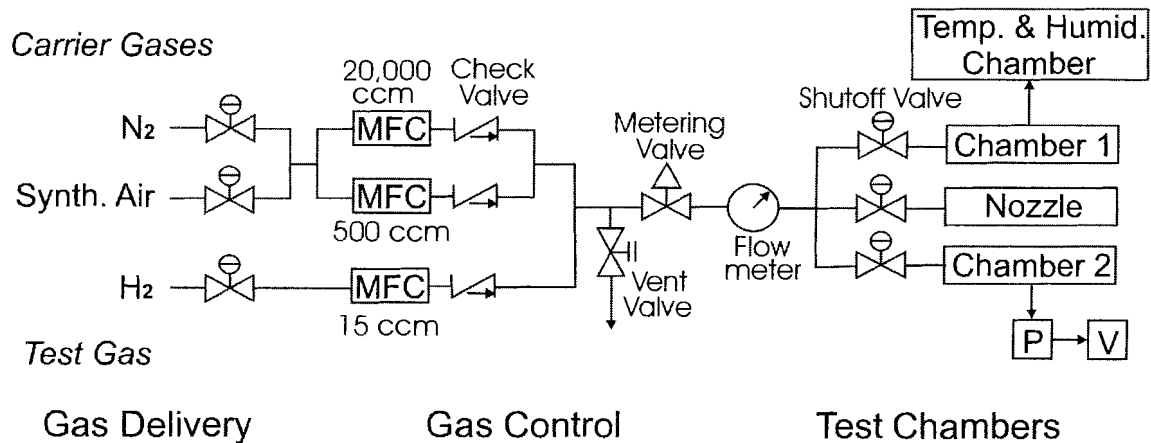 Carrier Gases
N₂
Synth. Air
H₂
Test Gas
Gas Delivery
20,000
ccm
MFC
Check
Valve
MFC
500 ccm
MFC
15 ccm
Metering
Valve
Flow
meter
Vent
Valve
Gas Control
Temp. & Humid.
Chamber
Shutoff Valve
Chamber 1
Nozzle
Chamber 2
P
V
Test Chambers